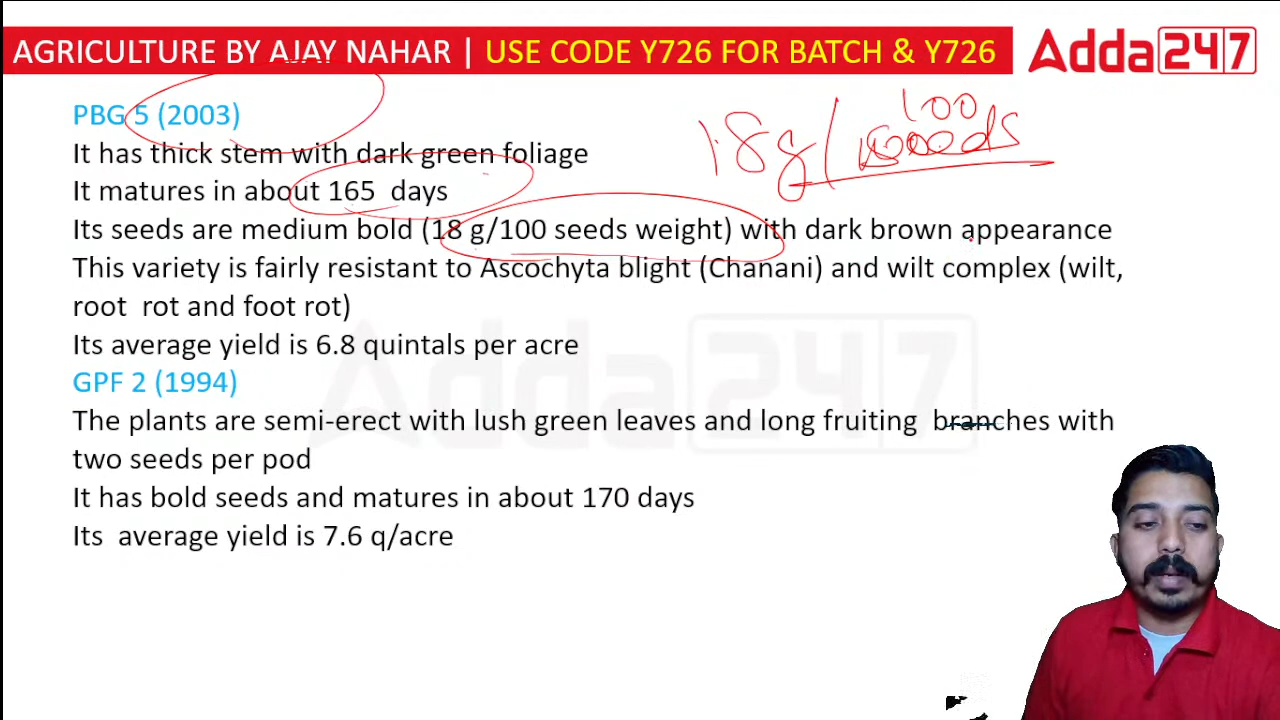 AGRICULTURE BY AJAY NAHAR | USE CODE Y726 FOR BATCH & Y726
Adda247
PBG 5 (2003)
100
18g/ seeds
It has thick stem with dark green foliage
It matures in about 165 days
Its seeds are medium bold (18 g/100 seeds weight) with dark brown appearance
This variety is fairly resistant to Ascochyta blight (Chanani) and wilt complex (wilt,
root rot and foot rot)
Its average yield is 6.8 quintals per acre
GPF 2 (1994)
The plants are semi-erect with lush green leaves and long fruiting branches with
two seeds per pod
It has bold seeds and matures in about 170 days
Its average yield is 7.6 q/acre
Adda247